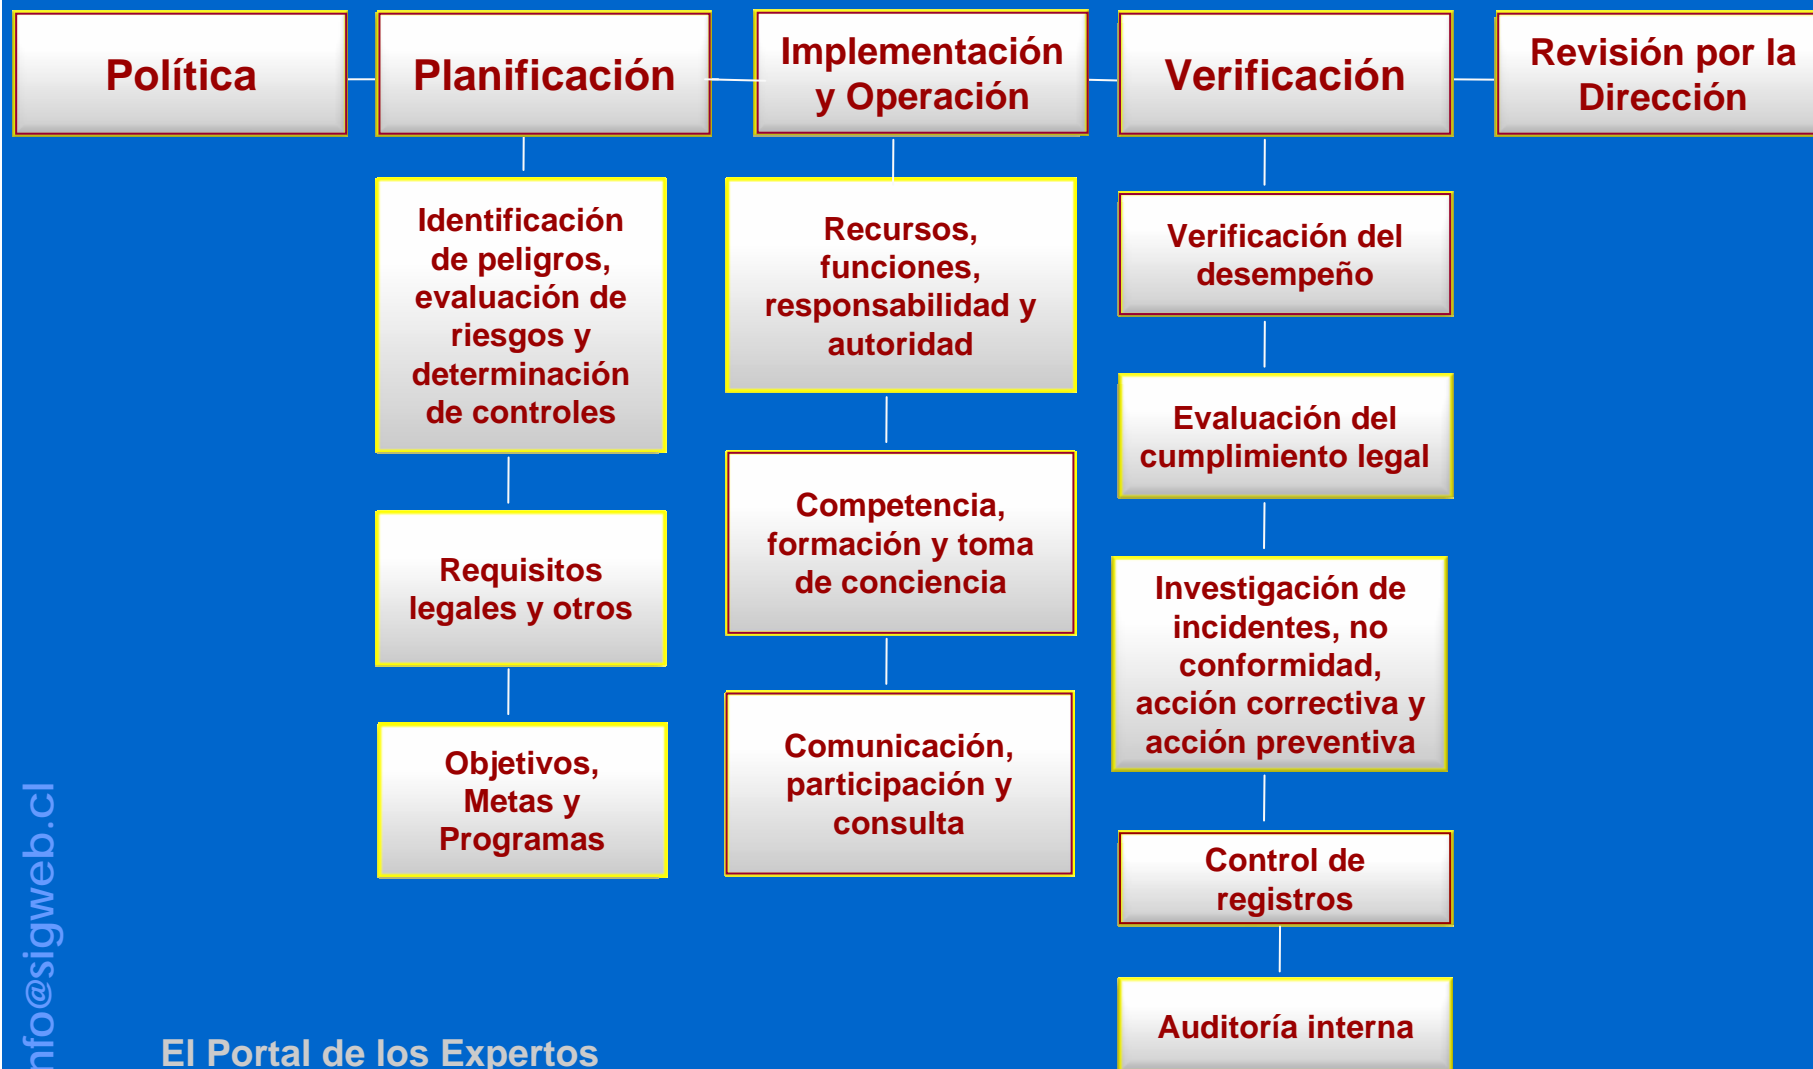 Política
Planificación
Implementación
y Operación
Verificación
Revisión por la
Dirección
Identificación
de peligros,
evaluación de
riesgos y
determinación
de controles
Requisitos
legales y otros
Objetivos,
Metas y
Programas
Recursos,
funciones,
responsabilidad y
autoridad
Competencia,
formación y toma
de conciencia
Comunicación,
participación y
consulta
Verificación del
desempeño
Evaluación del
cumplimiento legal
Investigación de
incidentes, no
conformidad,
acción correctiva y
acción preventiva
Control de
registros
Auditoría interna
nfo@sigweb.cl
El Portal de los Expertos